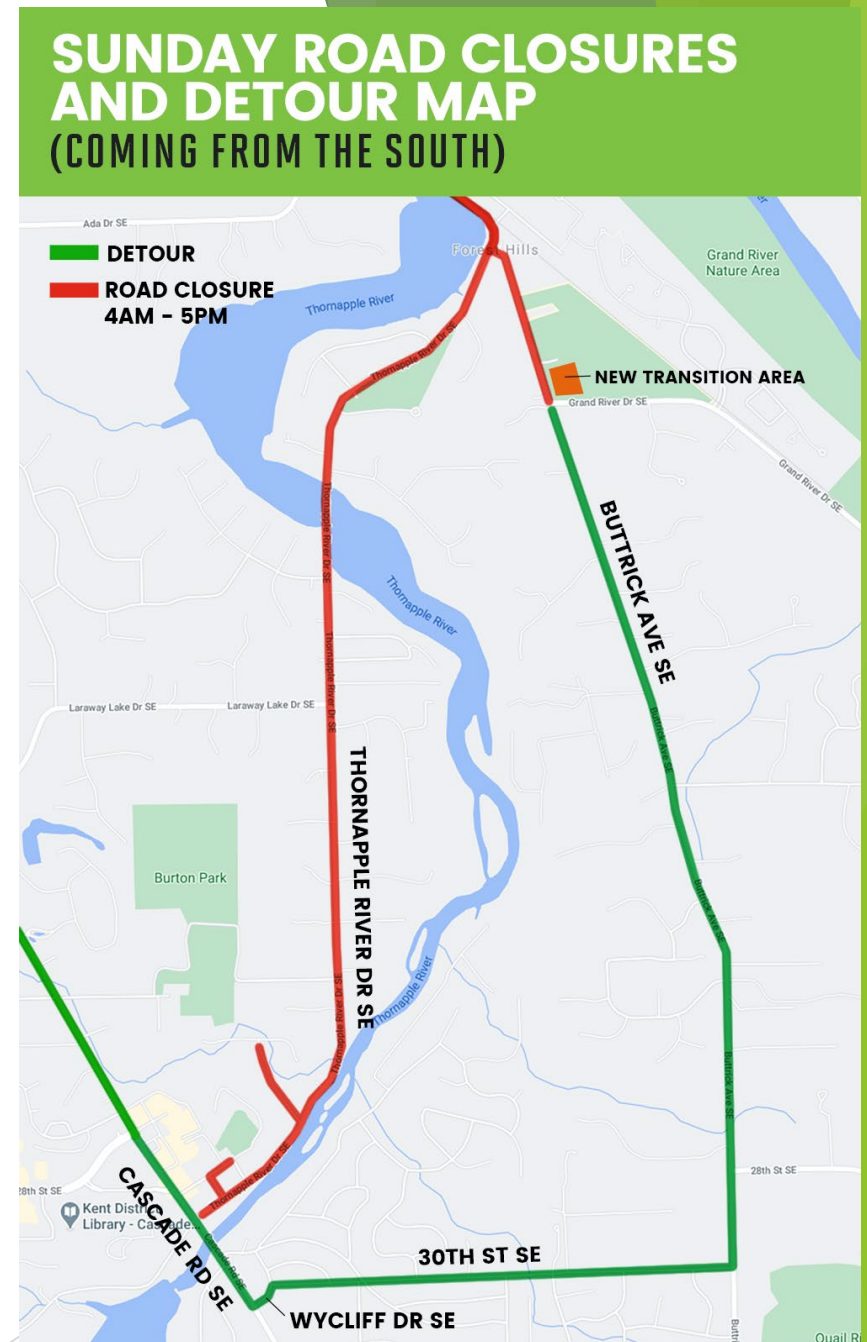 SUNDAY ROAD CLOSURES
AND DETOUR MAP
(COMING FROM THE SOUTH)
Ada Dr SE
DETOUR
ROAD CLOSURE
4AM - 5PM
Forest Hills
Grand River
Nature Area
Thornapple River
Thornapple River Dr SE
NEW TRANSITION AREA
Grand River Dr SE
Grand River Dr SE
Thornapple River Dr SE
BUTTRICK AVE SE
Thornapple River
Thornapple River Dr SE
Laraway Lake Dr SE
Laraway Lake Dr SE
Buttrick Ave SE
THORNAPPLE RIVER DR SE
Burton Park
Buttrick Ave SE
Thornapple River
Thornapple River Dr SE
Buttrick Ave SE
Thornapple River Dr SE
28th St SE
28th St SE
Kent District
Library - Cascade...
CASCADE RD SE
Cascade Rd SE
30TH ST SE
WYCLIFF DR SE
Buttri
Quail Ri